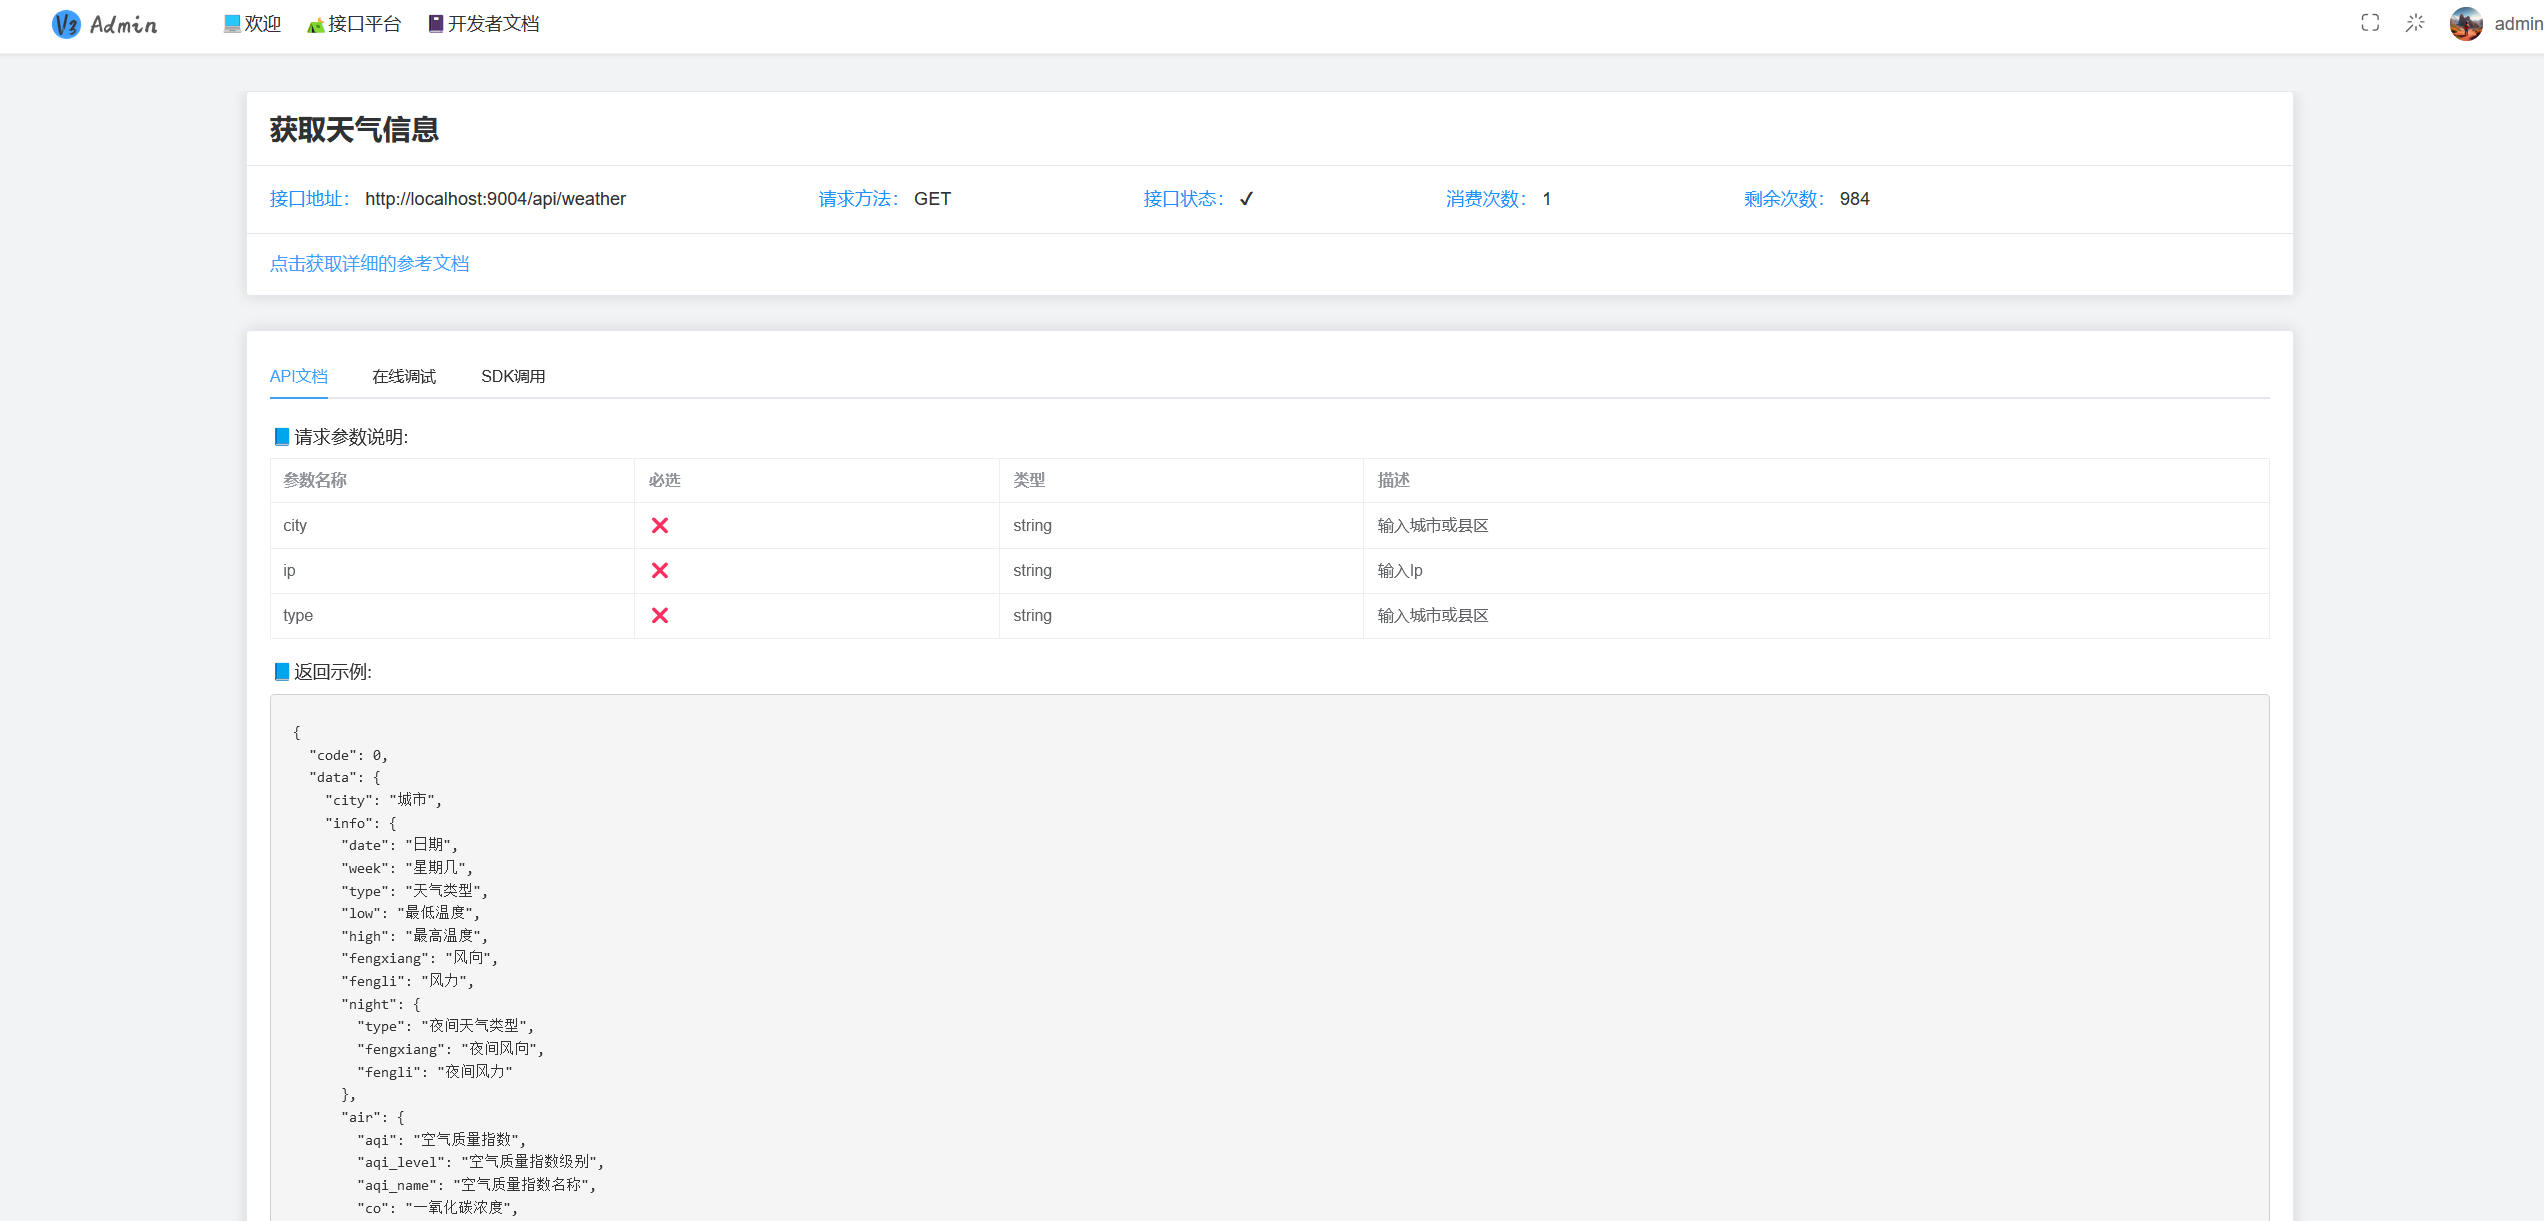 V3 Admin 欢迎 接口平台 开发者文档 admin
获取天气信息
接口地址： http://localhost:9004/api/weather 请求方法： GET 接口状态： ✓ 消费次数： 1 剩余次数： 984
点击获取详细的参考文档
API文档 在线调试 SDK调用
请求参数说明:
参数名称 必选 类型 描述
city ❌ string 输入城市或县区
ip ❌ string 输入Ip
type ❌ string 输入城市或县区
返回示例:
{
"code": 0,
"data": {
"city": "城市",
"info": {
"date": "日期",
"week": "星期几",
"type": "天气类型",
"low": "最低温度",
"high": "最高温度",
"fengxiang": "风向",
"fengli": "风力",
"night": {
"type": "夜间天气类型",
"fengxiang": "夜间风向",
"fengli": "夜间风力"
},
"air": {
"aqi": "空气质量指数",
"aqi_level": "空气质量指数级别",
"aqi_name": "空气质量指数名称",
"co": "一氧化碳浓度",